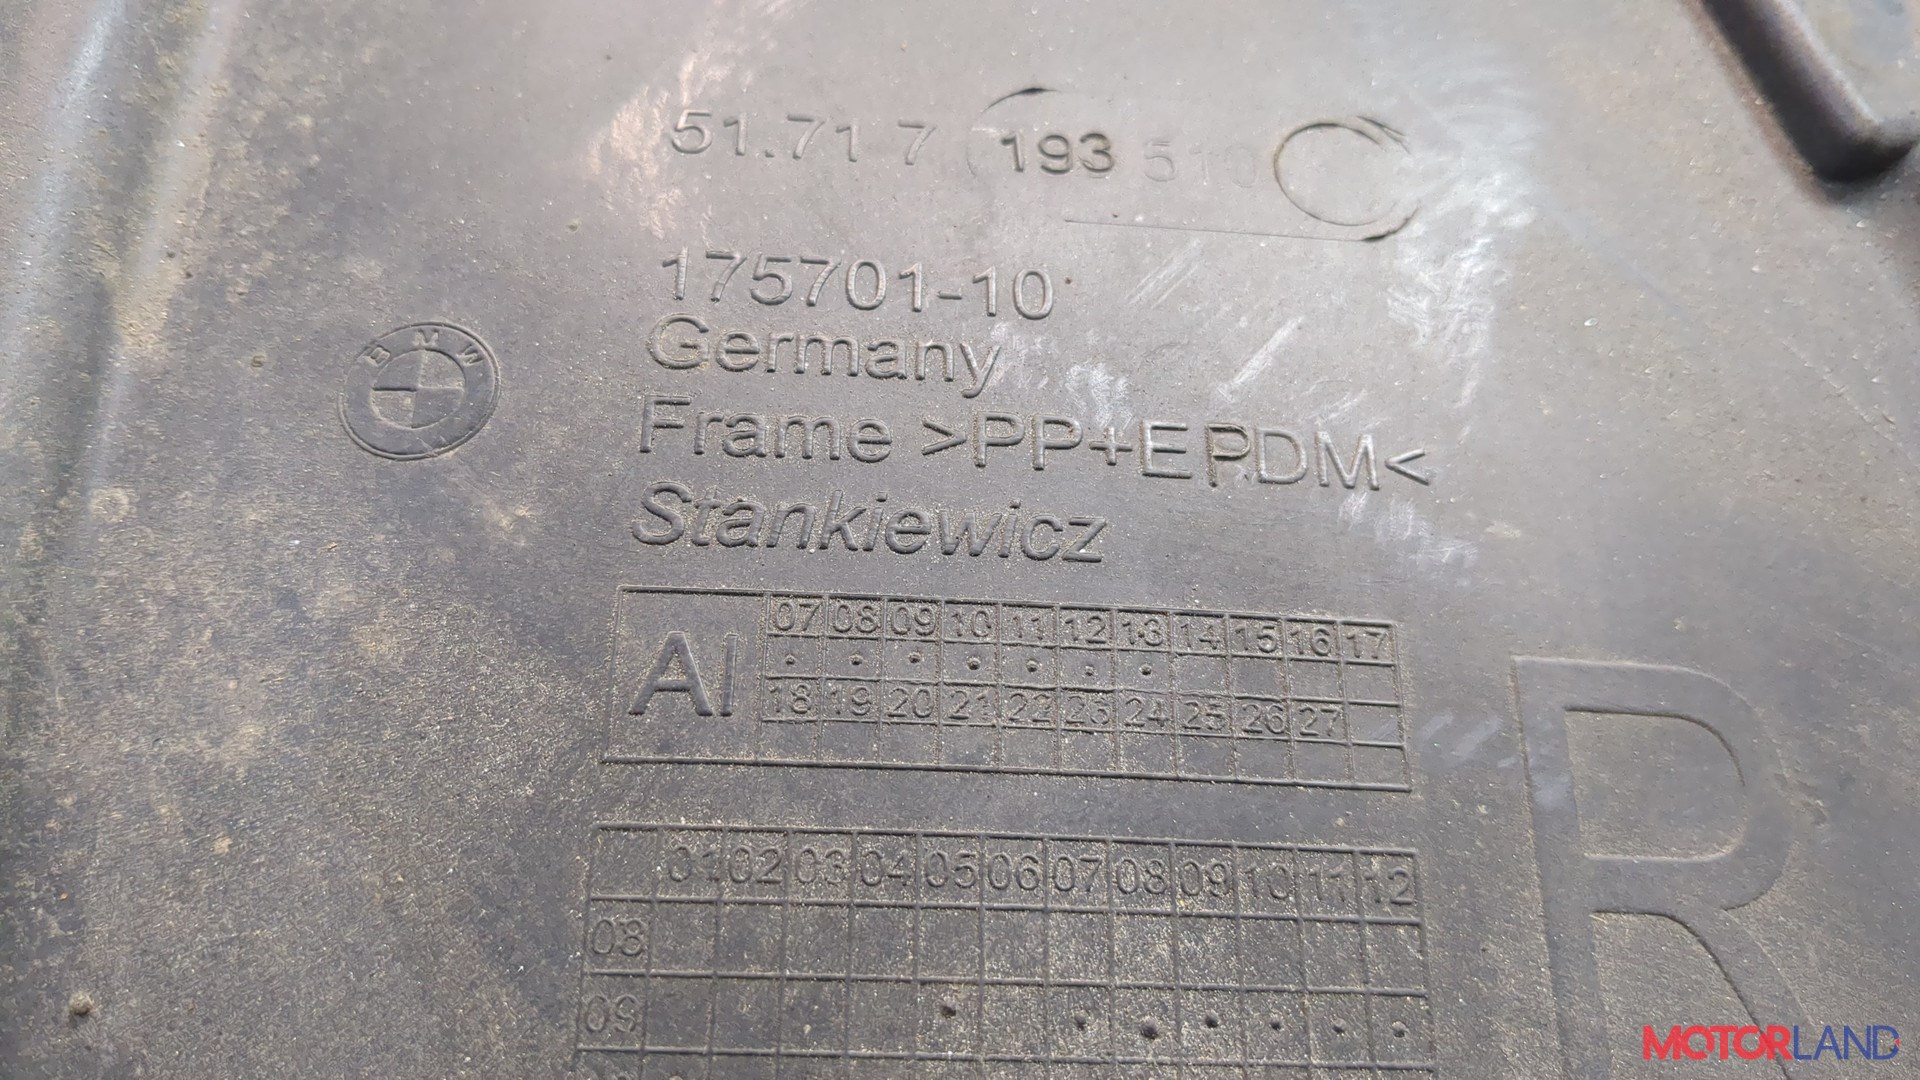 51.71 7 193 510
175701-10
BMW
Germany
Frame >PP+EPDM<
Stankiewicz
AI
07 08 09 10 11 12 13 14 15 16 17
18 19 20 21 22 23 24 25 26 27
01 02 03 04 05 06 07 08 09 10 11 12
08
09
R
MOTORLAND